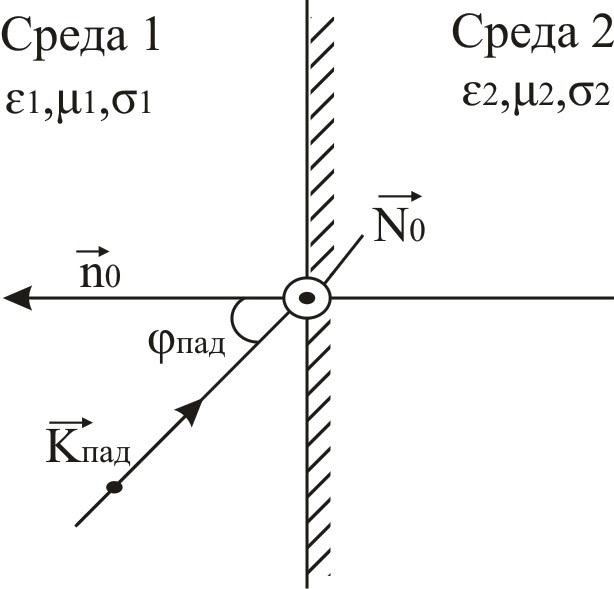 Среда 1
ε1,μ1,σ1
Среда 2
ε2,μ2,σ2
N0
n0
φпад
Kпад